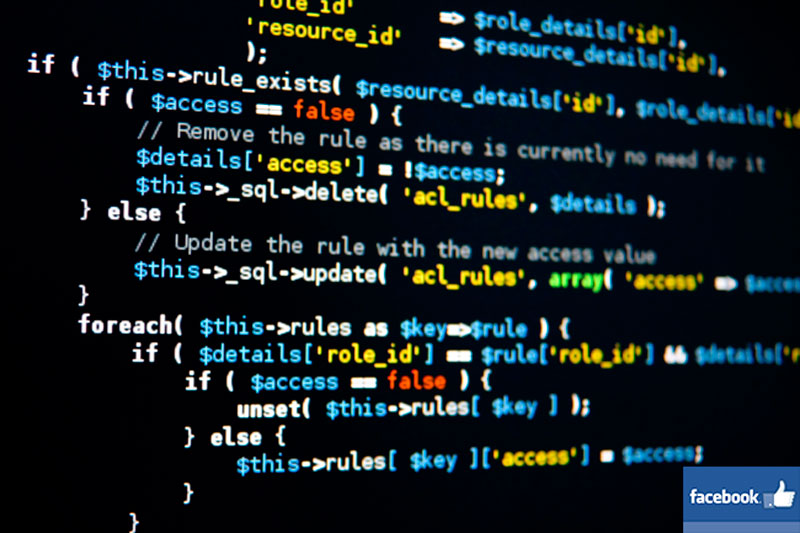 'role_id' => $role_details['id'],
'resource_id' => $resource_details['id'],
);
if ( $this->rule_exists( $resource_details['id'], $role_details['id
if ( $access == false ) {
// Remove the rule as there is currently no need for it
$details['access'] = !$access;
$this->_sql->delete( 'acl_rules', $details );
} else {
// Update the rule with the new access value
$this->_sql->update( 'acl_rules', array( 'access' => $access
}
foreach( $this->rules as $key=>$rule ) {
if ( $details['role_id'] == $rule['role_id'] && $details['r
if ( $access == false ) {
unset( $this->rules[ $key ] );
} else {
$this->rules[ $key ]['access'] = $access;
}
}
facebook